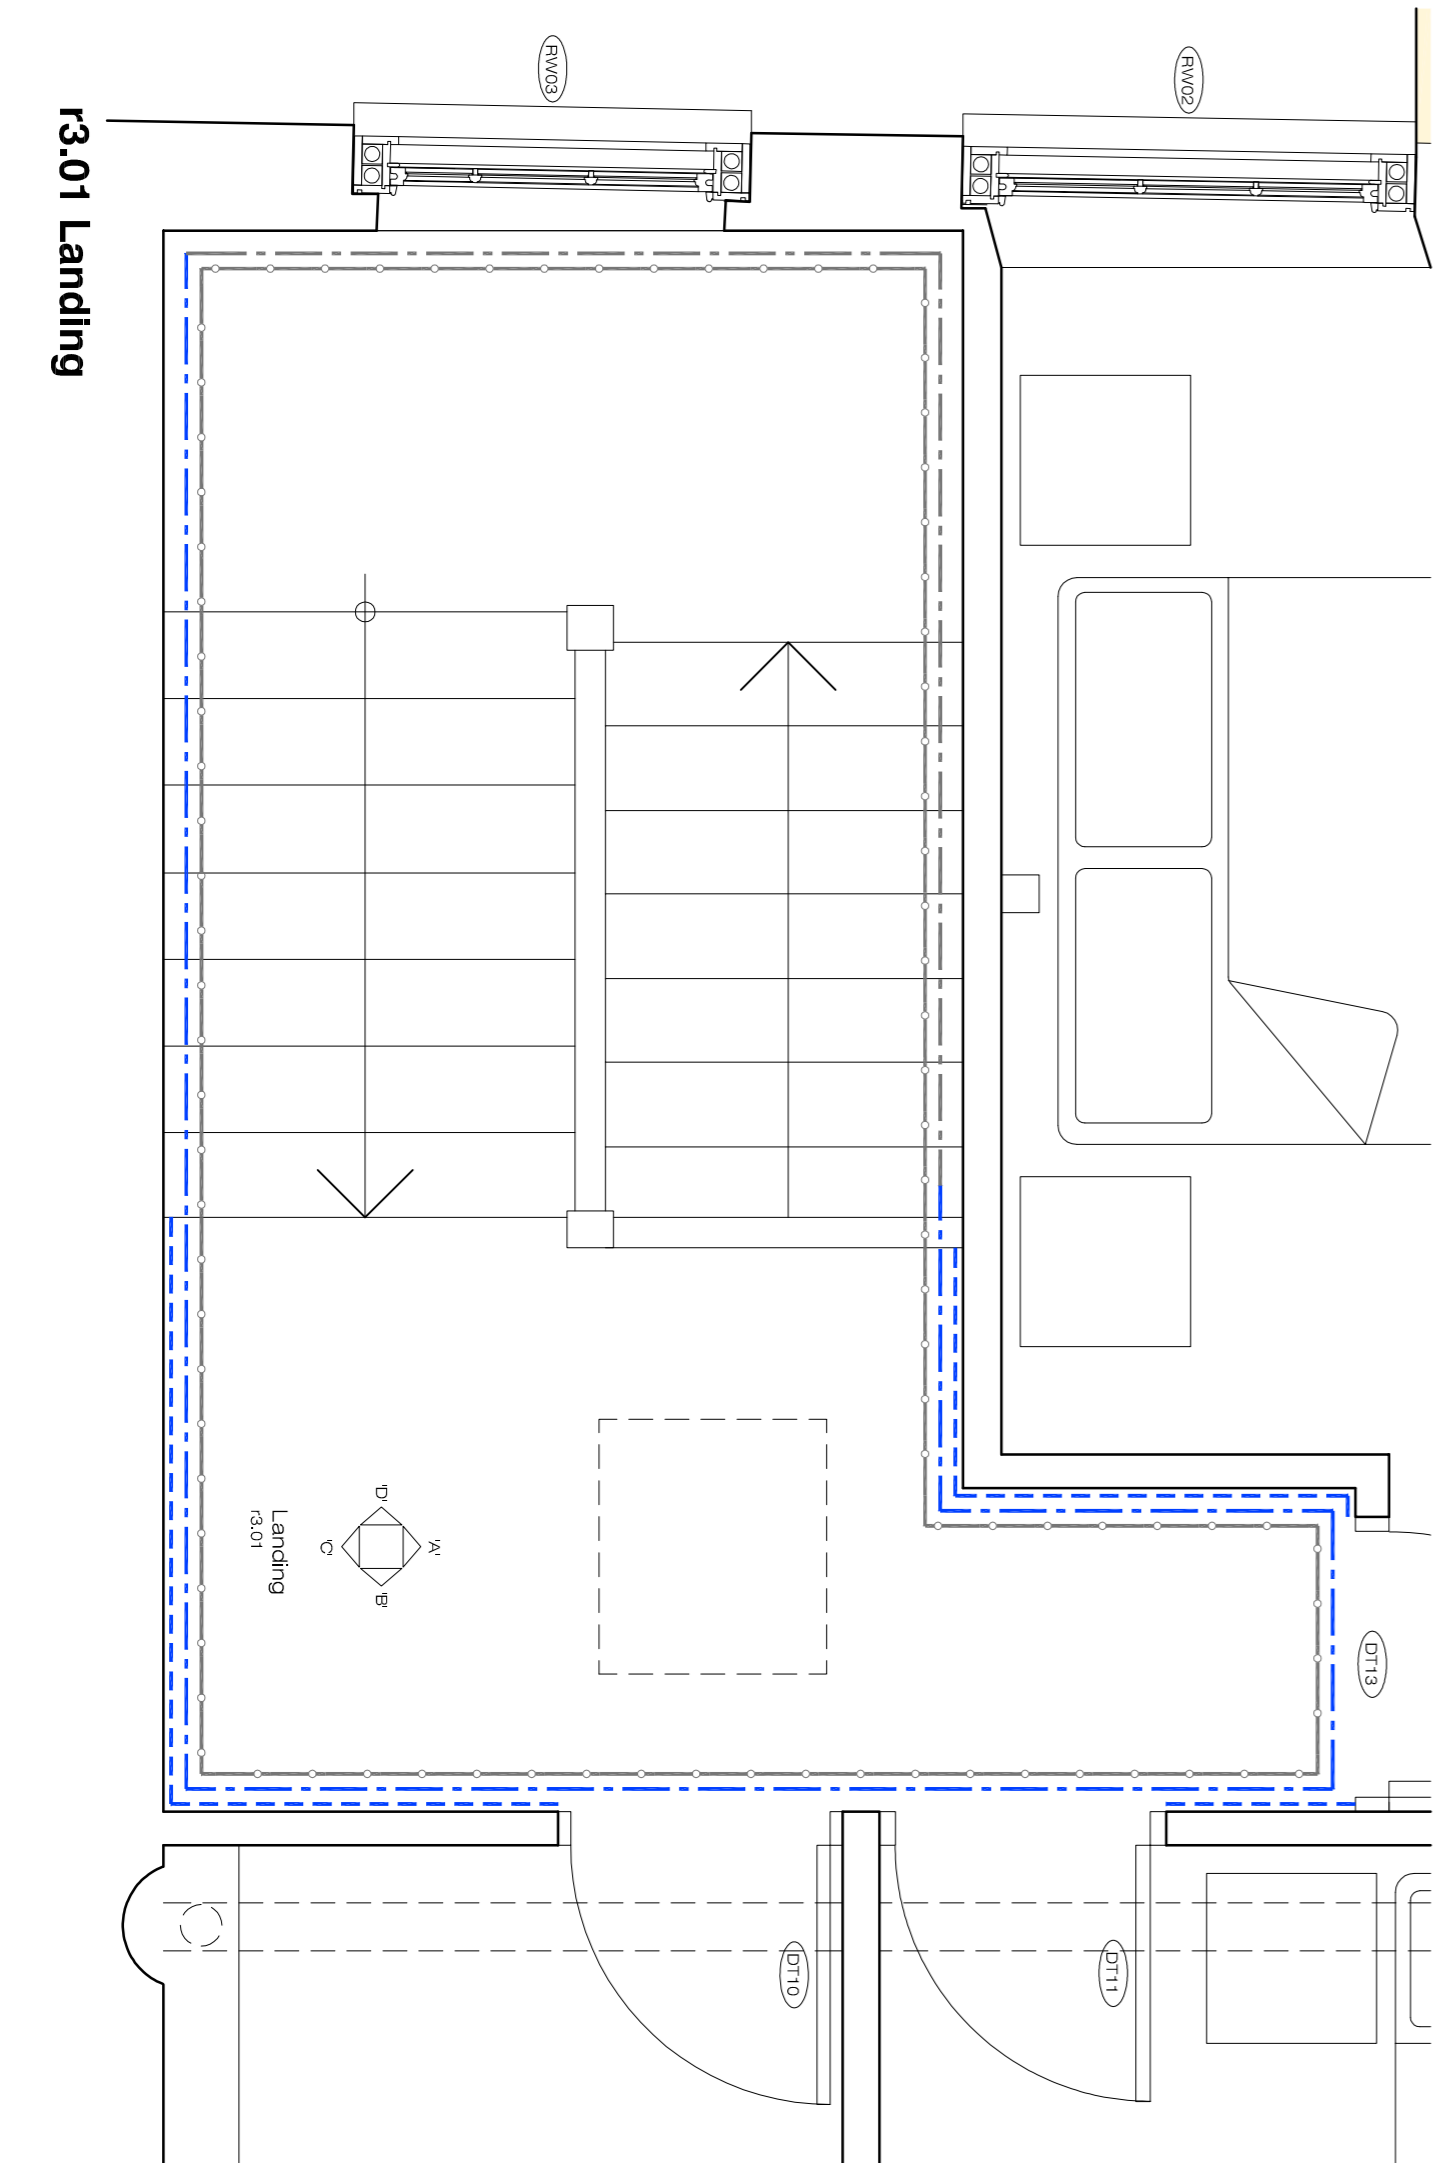 r3.01 Landing
RW03
RW02
Landing
r3.01
'D'
'A'
'C'
'B'
DT13
DT10
DT11